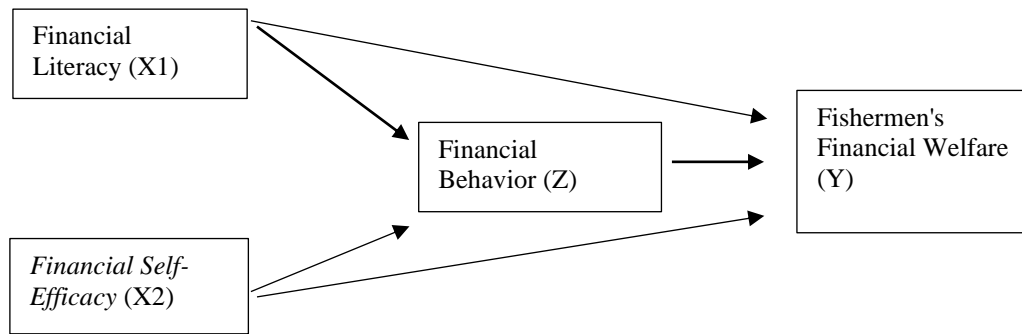 Financial
Literacy (X1)
Fishermen's
Financial Welfare
(Y)
Financial
Behavior (Z)
Financial Self-
Efficacy (X2)